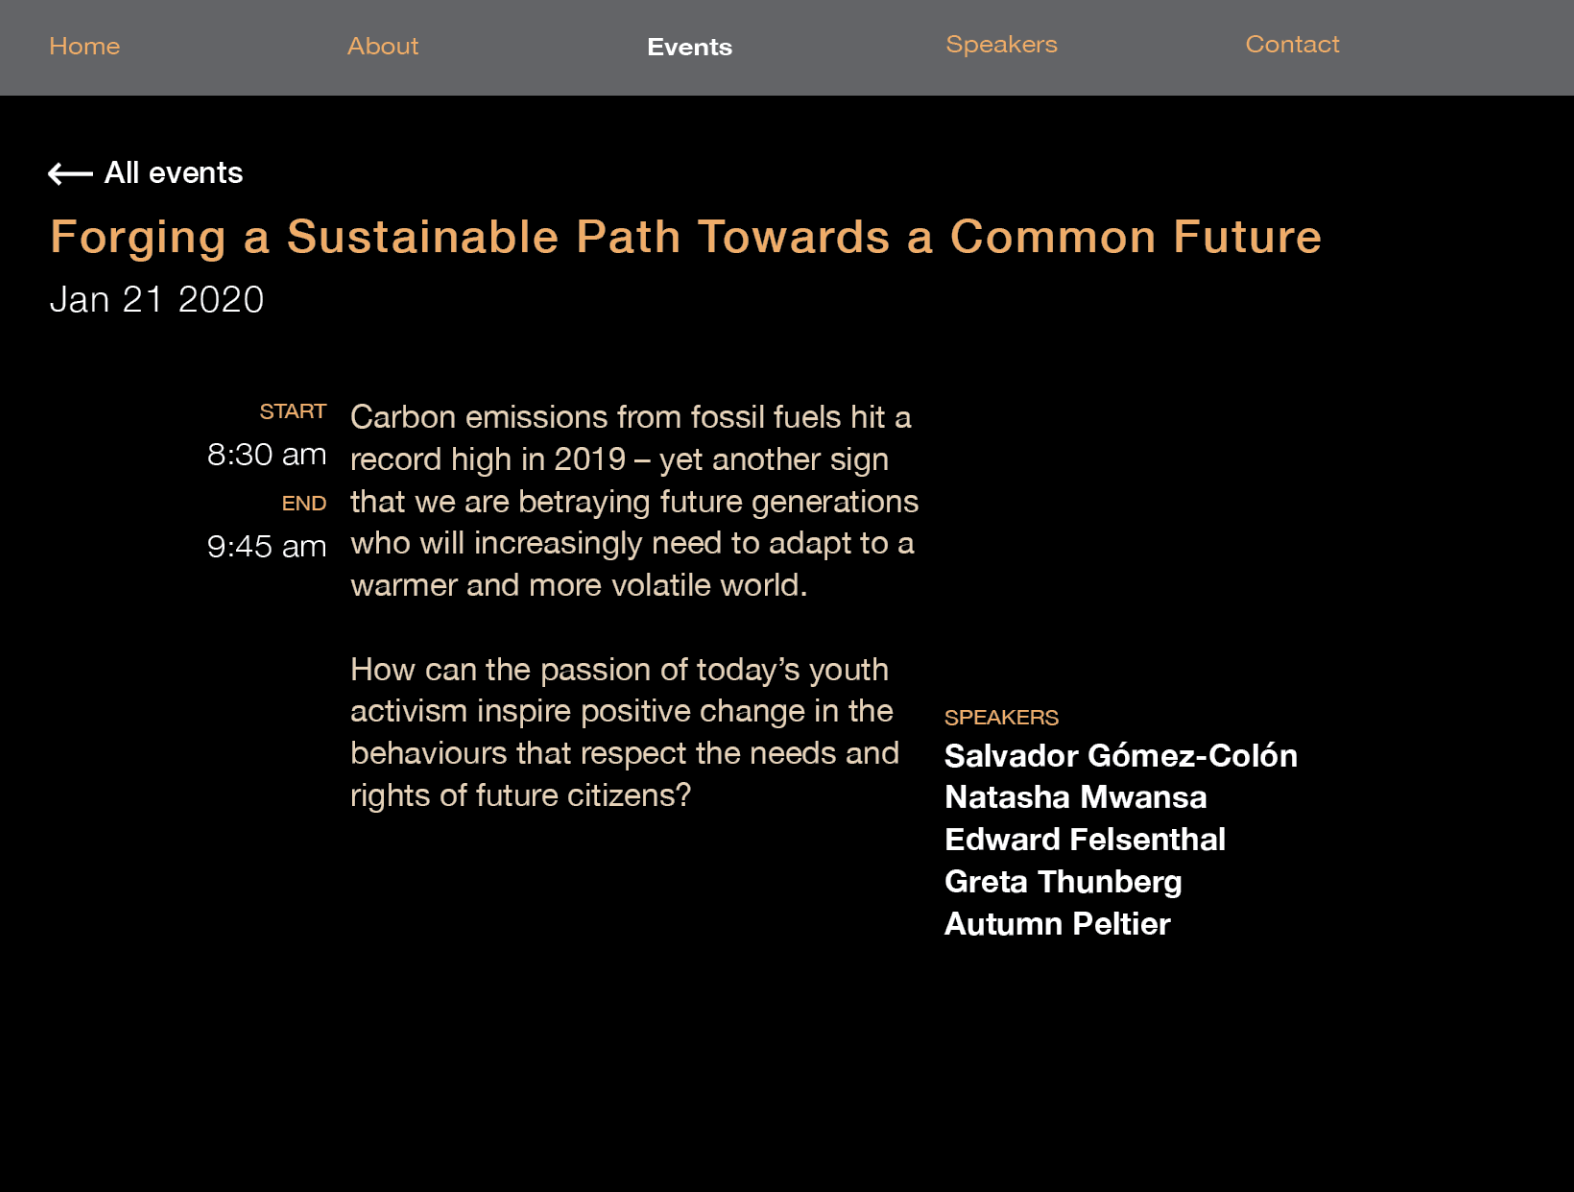 Home
About
Events
Speakers
Contact
All events
Forging a Sustainable Path Towards a Common Future
Jan 21 2020
START
8:30 am
END
9:45 am
Carbon emissions from fossil fuels hit a
record high in 2019 – yet another sign
that we are betraying future generations
who will increasingly need to adapt to a
warmer and more volatile world.
How can the passion of today’s youth
activism inspire positive change in the
behaviours that respect the needs and
rights of future citizens?
SPEAKERS
Salvador Gómez-Colón
Natasha Mwansa
Edward Felsenthal
Greta Thunberg
Autumn Peltier